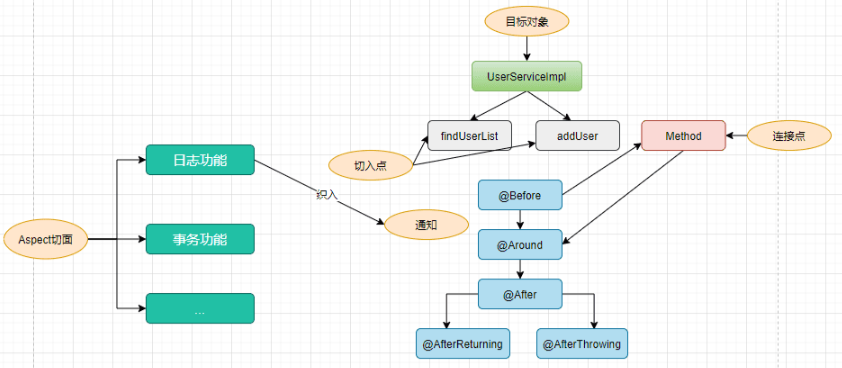 目标对象
UserServiceImpl
findUserList
addUser
Method
连接点
切入点
日志功能
织入
@Before
通知
Aspect切面
事务功能
@Around
@After
...
@AfterReturning
@AfterThrowing